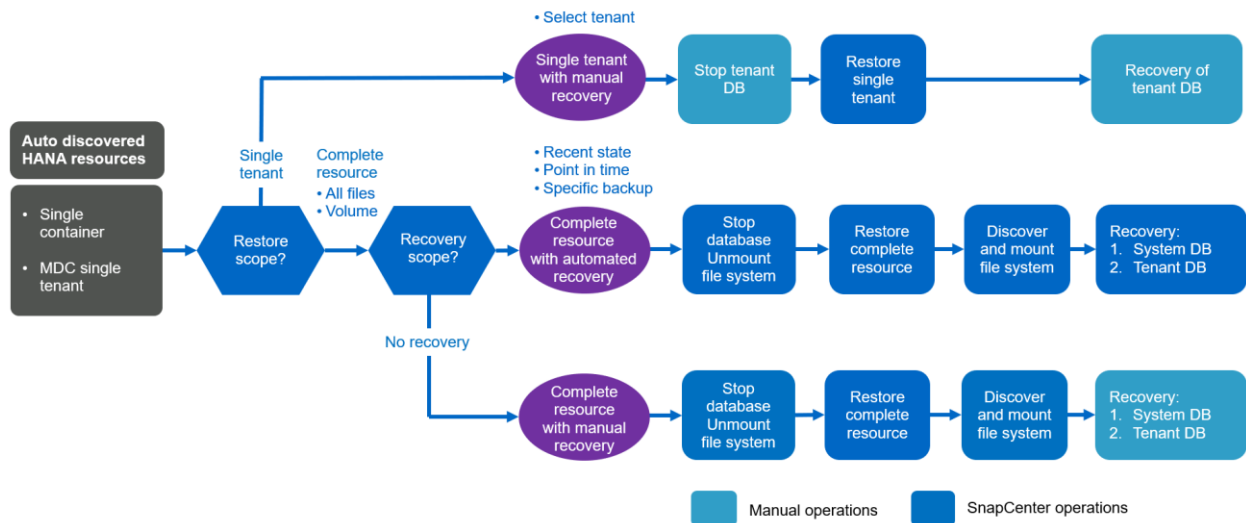 • Select tenant
Single tenant
with manual
recovery
Stop tenant
DB
Restore
single
tenant
Recovery of
tenant DB
Auto discovered
HANA resources
• Single
container
• MDC single
tenant
Single
tenant
Complete
resource
• All files
• Volume
Restore
scope?
Recovery
scope?
• Recent state
• Point in time
• Specific backup
Complete
resource
with automated
recovery
Stop
database
Unmount
file system
Restore
complete
resource
Discover
and mount
file system
Recovery:
1. System DB
2. Tenant DB
No recovery
Complete
resource
with manual
recovery
Stop
database
Unmount
file system
Restore
complete
resource
Discover
and mount
file system
Recovery:
1. System DB
2. Tenant DB
Manual operations
SnapCenter operations